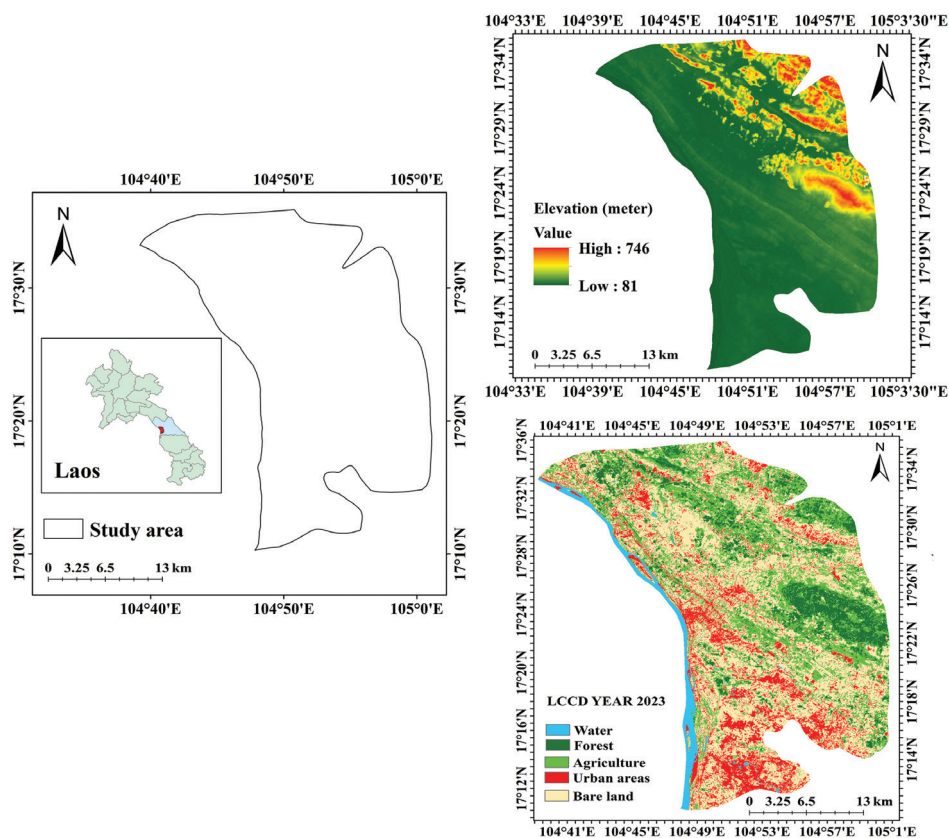 104°40'E 104°50'E 105°0'E
N
17°30'N
17°20'N
17°10'N
17°30'N
17°20'N
17°10'N
Laos
Study area
0 3.25 6.5 13 km
104°40'E 104°50'E 105°0'E
104°33'E 104°39'E 104°45'E 104°51'E 104°57'E 105°3'30"E
N
17°34'N
17°29'N
17°24'N
17°19'N
17°14'N
17°34'N
17°29'N
17°24'N
17°19'N
17°14'N
Elevation (meter)
Value
High : 746
Low : 81
0 3.25 6.5 13 km
104°33'E 104°39'E 104°45'E 104°51'E 104°57'E 105°3'30"E
104°41'E 104°45'E 104°49'E 104°53'E 104°57'E 105°1'E
N
17°36'N
17°32'N
17°28'N
17°24'N
17°20'N
17°16'N
17°12'N
17°34'N
17°30'N
17°26'N
17°22'N
17°18'N
17°14'N
LCCD YEAR 2023
Water
Forest
Agriculture
Urban areas
Bare land
0 3.25 6.5 13 km
104°41'E 104°45'E 104°49'E 104°53'E 104°57'E 105°1'E